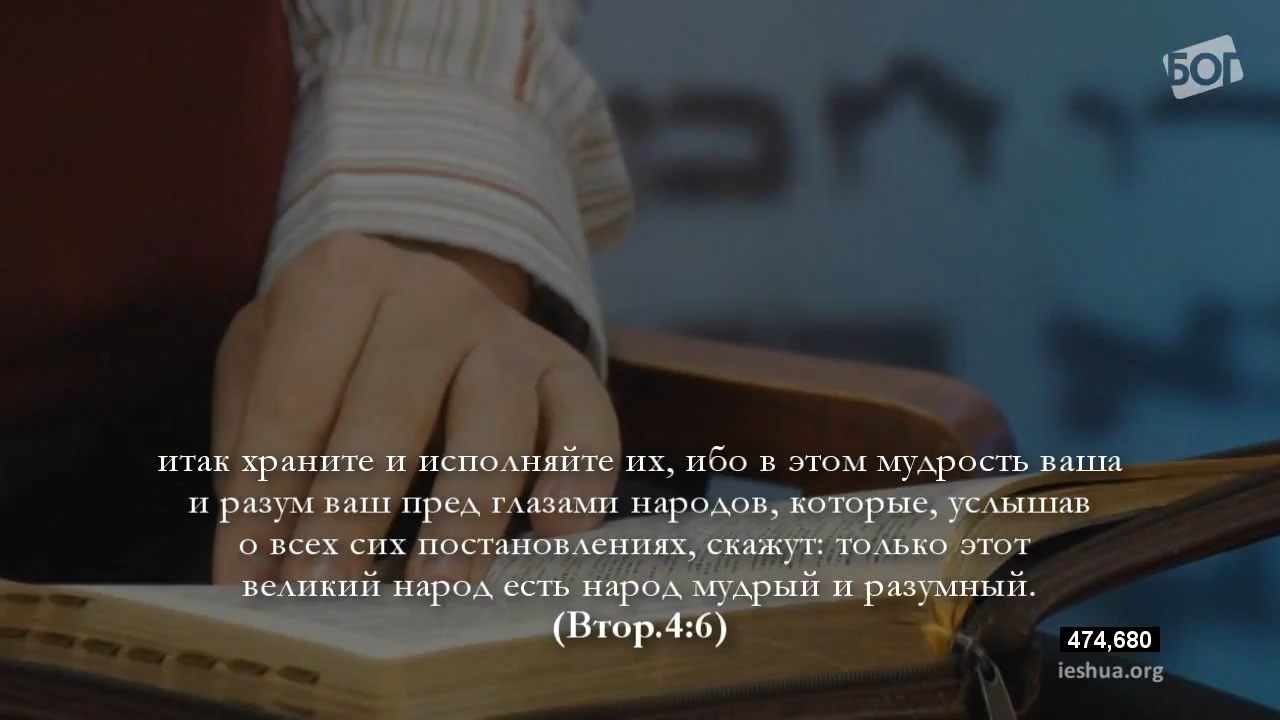 БОГ
итак храните и исполняйте их, ибо в этом мудрость ваша
и разум ваш пред глазами народов, которые, услышав
о всех сих постановлениях, скажут: только этот
великий народ есть народ мудрый и разумный.
(Втор.4:6)
474,680
ieshua.org